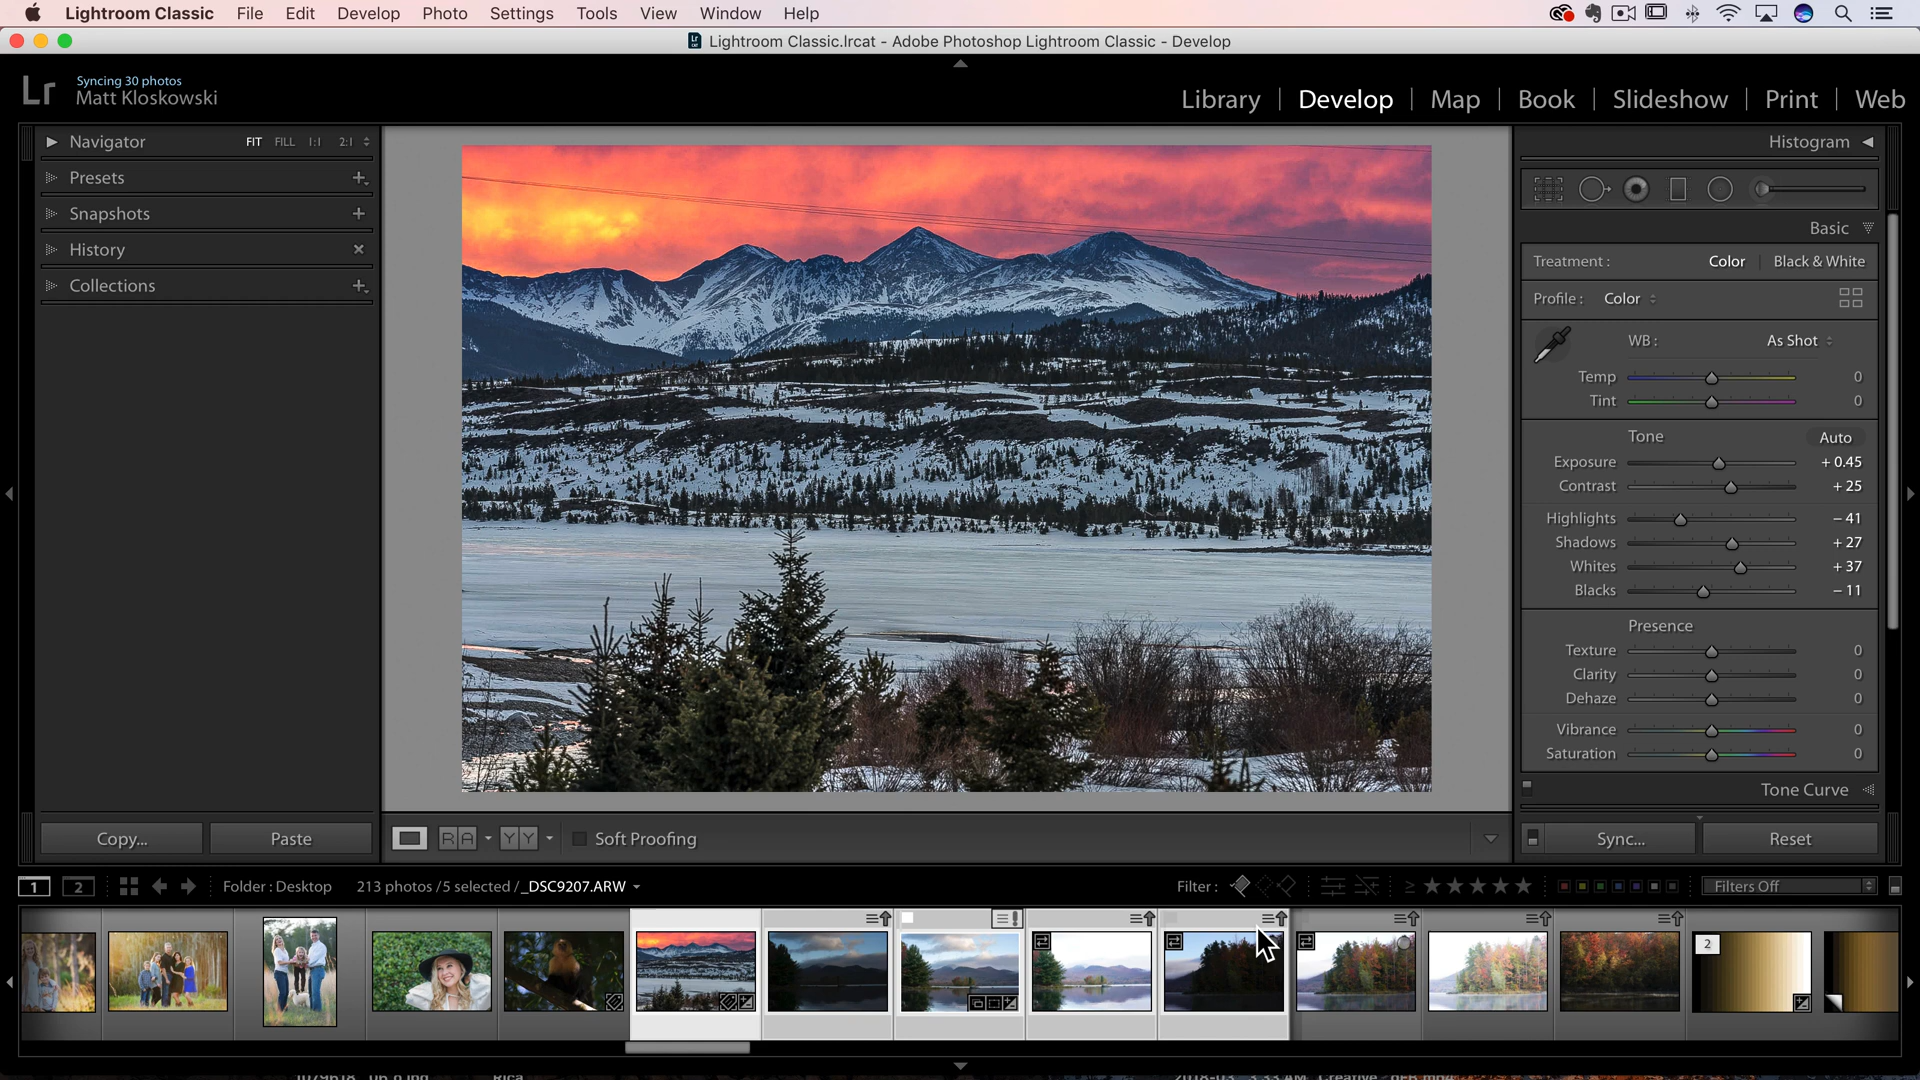 Lightroom Classic File Edit Develop Photo Settings Tools View Window Help
Lightroom Classic.lrcat - Adobe Photoshop Lightroom Classic - Develop
Lr
Syncing 30 photos
Matt Kloskowski
Library | Develop | Map | Book | Slideshow | Print | Web
Navigator FIT FILL 1:1 2:1
Presets
Snapshots
History
Collections
Histogram
Basic
Treatment : Color Black & White
Profile : Color
WB : As Shot
Temp 0
Tint 0
Tone Auto
Exposure + 0.45
Contrast + 25
Highlights – 41
Shadows + 27
Whites + 37
Blacks – 11
Presence
Texture 0
Clarity 0
Dehaze 0
Vibrance 0
Saturation 0
Tone Curve
Copy... Paste
R A Y Y Soft Proofing
Sync... Reset
1 2 Folder : Desktop 213 photos / 5 selected / _DSC9207.ARW Filter : ≥ Filters Off
2